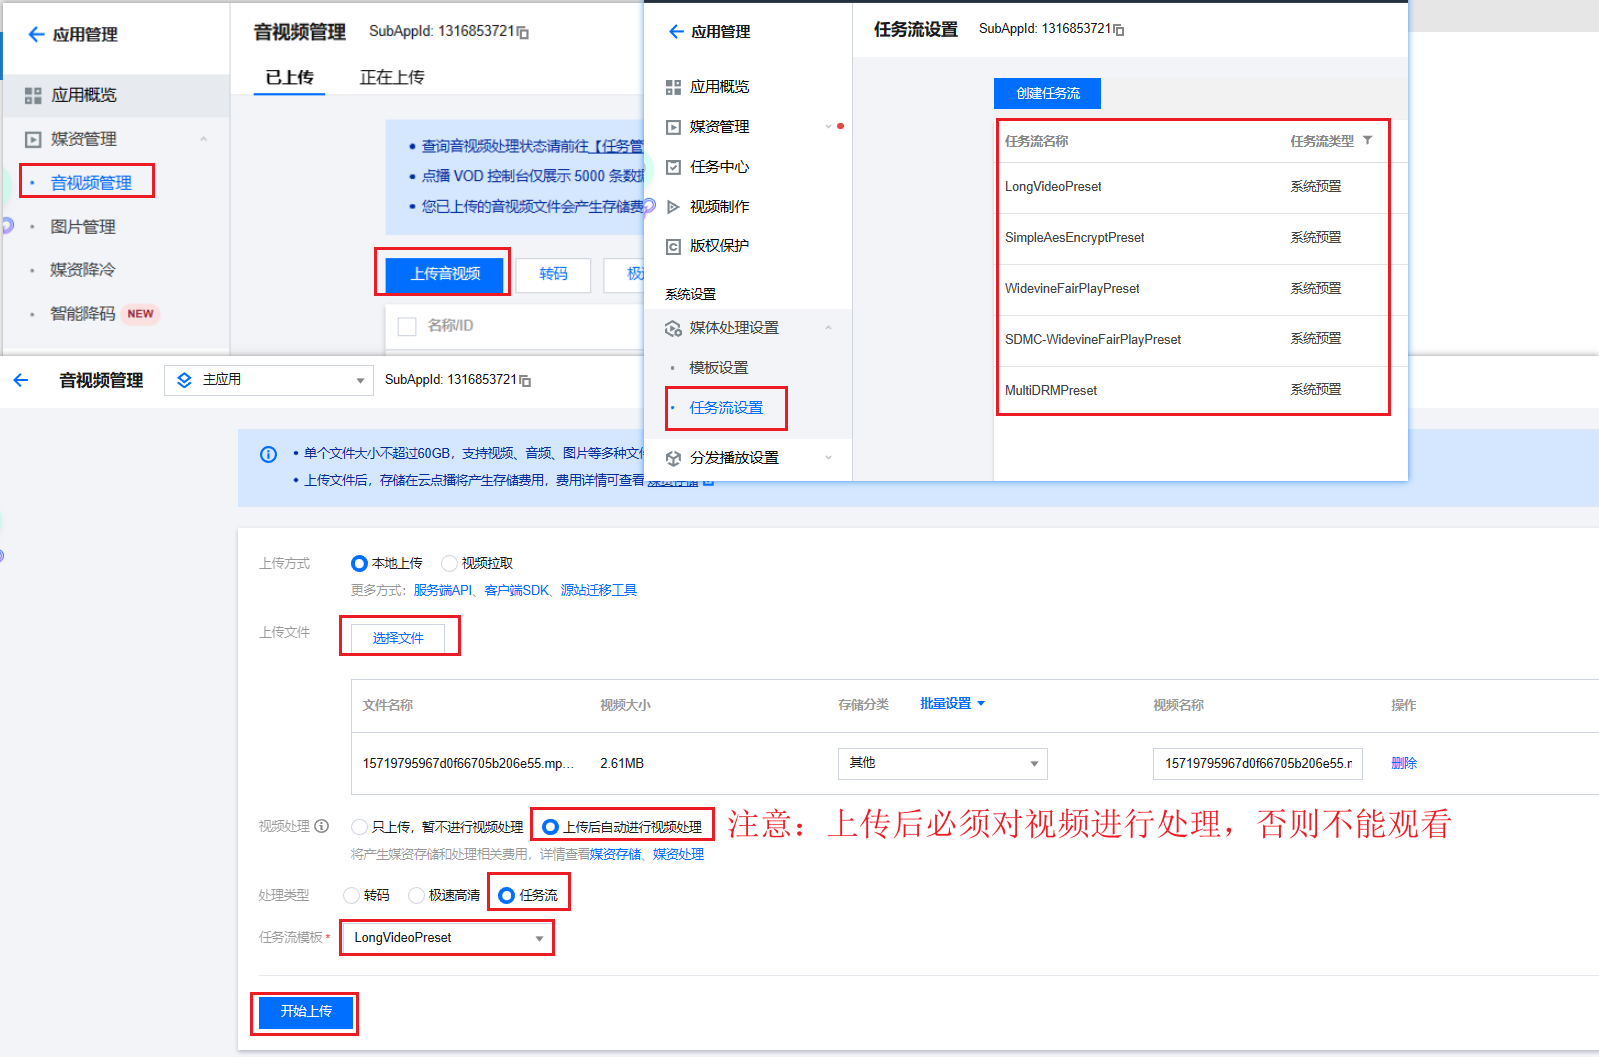 应用管理
应用概览
媒资管理
音视频管理
图片管理
媒资降冷
智能降码 NEW
音视频管理 SubAppId: 1316853721
已上传 正在上传
查询音视频处理状态请前往【任务管
点播 VOD 控制台仅展示 5000 条数据
您已上传的音视频文件会产生存储费
上传音视频 转码 极
名称/ID
应用管理
应用概览
媒资管理
任务中心
视频制作
版权保护
系统设置
媒体处理设置
模板设置
任务流设置
分发播放设置
任务流设置 SubAppId: 1316853721
创建任务流
任务流名称 任务流类型
LongVideoPreset 系统预置
SimpleAesEncryptPreset 系统预置
WidevineFairPlayPreset 系统预置
SDMC-WidevineFairPlayPreset 系统预置
MultiDRMPreset 系统预置
音视频管理 主应用 SubAppId: 1316853721
单个文件大小不超过60GB，支持视频、音频、图片等多种文件
上传文件后，存储在云点播将产生存储费用，费用详情可查看 媒资存储
上传方式 本地上传 视频拉取
更多方式：服务端API、客户端SDK、源站迁移工具
上传文件 选择文件
文件名称 视频大小 存储分类 批量设置 视频名称 操作
15719795967d0f66705b206e55.mp... 2.61MB 其他 15719795967d0f66705b206e55.r 删除
视频处理 只上传，暂不进行视频处理 上传后自动进行视频处理 注意：上传后必须对视频进行处理，否则不能观看
将产生媒资存储和处理相关费用，详情查看媒资存储、媒资处理
处理类型 转码 极速高清 任务流
任务流模板 * LongVideoPreset
开始上传